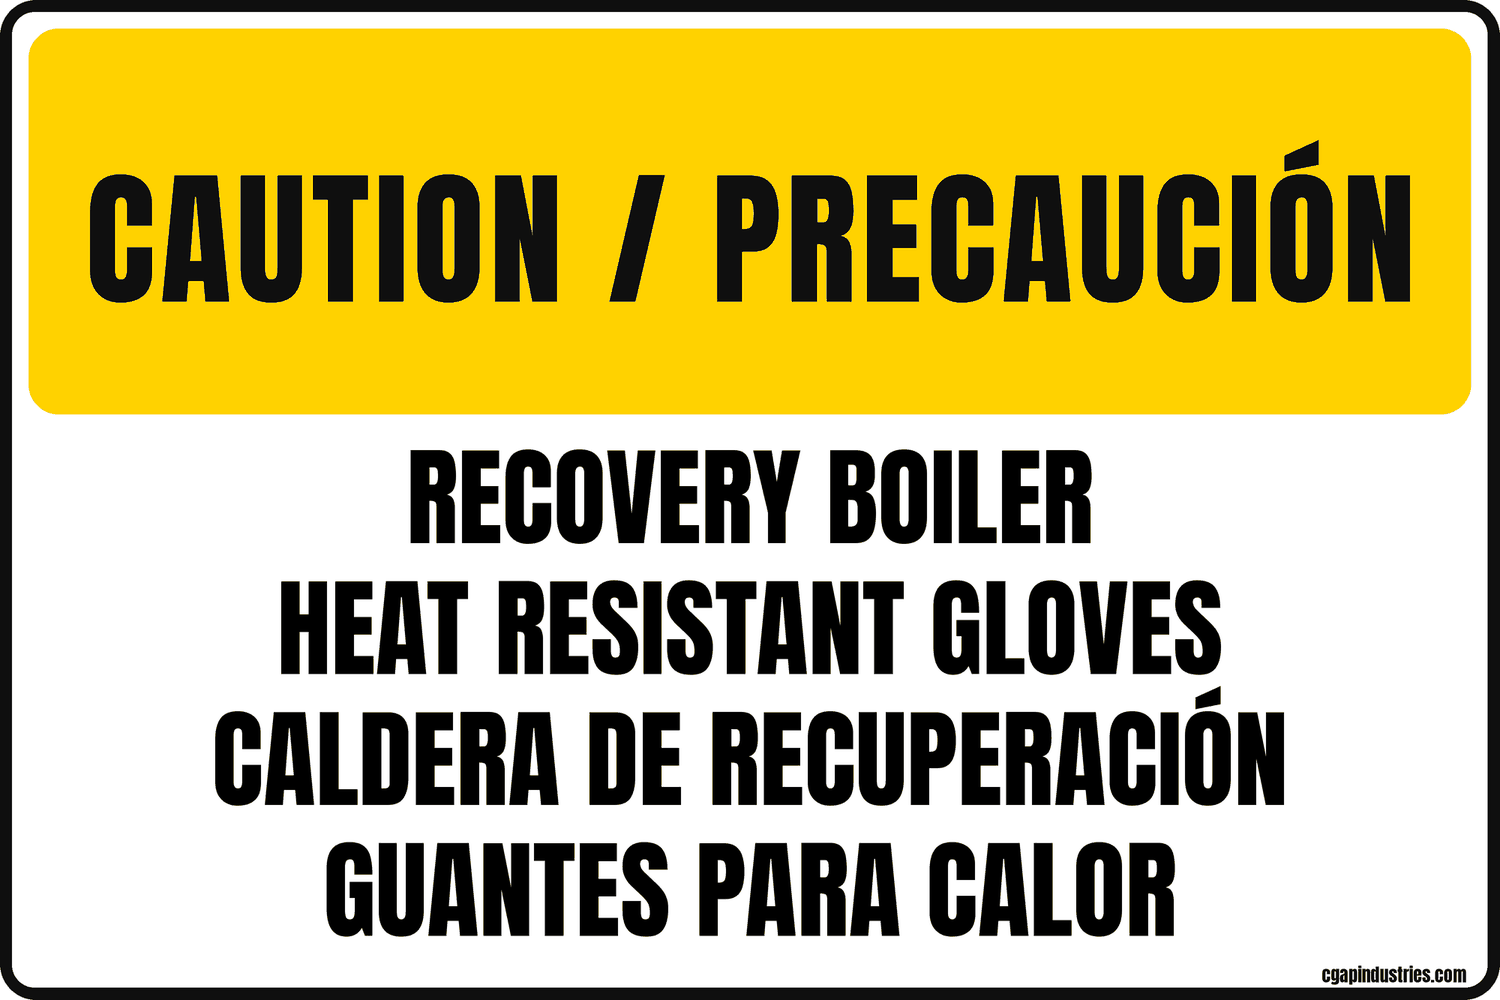 CAUTION / PRECAUCIÓN
RECOVERY BOILER
HEAT RESISTANT GLOVES
CALDERA DE RECUPERACIÓN
GUANTES PARA CALOR
cgapindustries.com